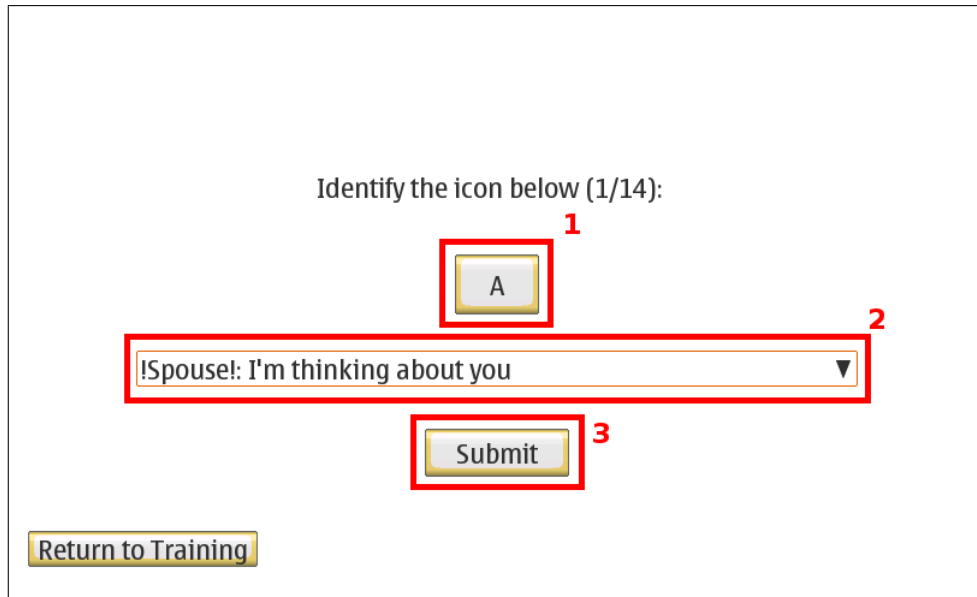 Identify the icon below (1/14):
1
A
2
!Spouse!: I'm thinking about you ▼
Submit
3
Return to Training